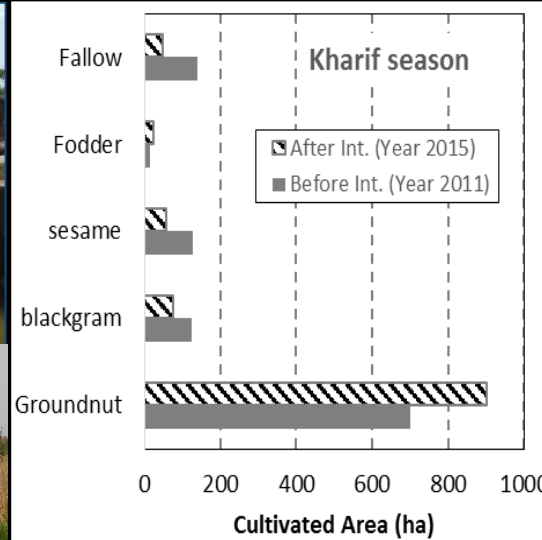 Kharif season
After Int. (Year 2015)
Before Int. (Year 2011)
Fallow
Fodder
sesame
blackgram
Groundnut
0 200 400 600 800 1000
Cultivated Area (ha)